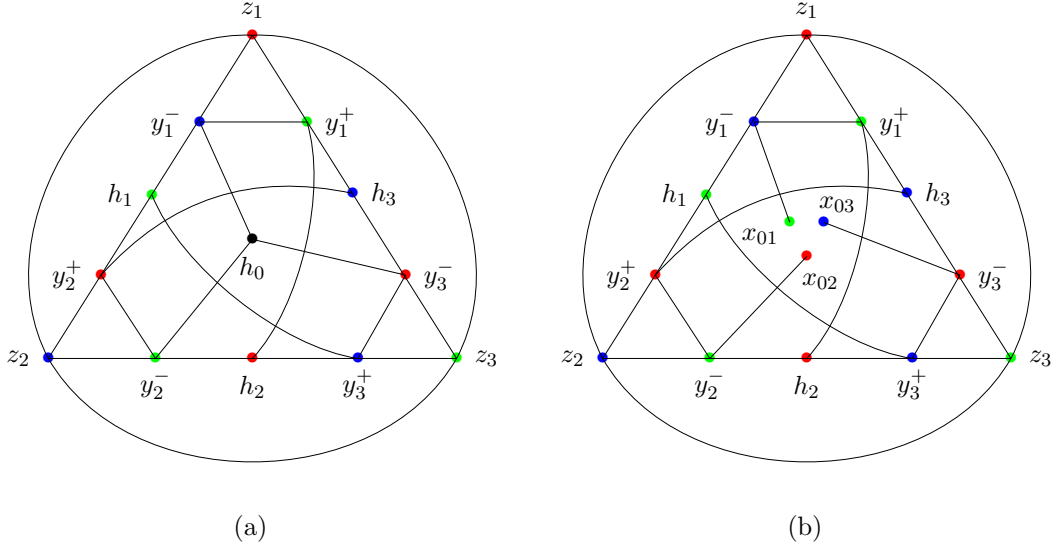 z₁ z₁
y₁⁻ y₁⁺ y₁⁻ y₁⁺
h₁ h₃ h₁ x₀₃ h₃
x₀₁
y₂⁺ h₀ y₃⁻ y₂⁺ x₀₂ y₃⁻
z₂ z₃ z₂ z₃
y₂⁻ h₂ y₃⁺ y₂⁻ h₂ y₃⁺
(a) (b)